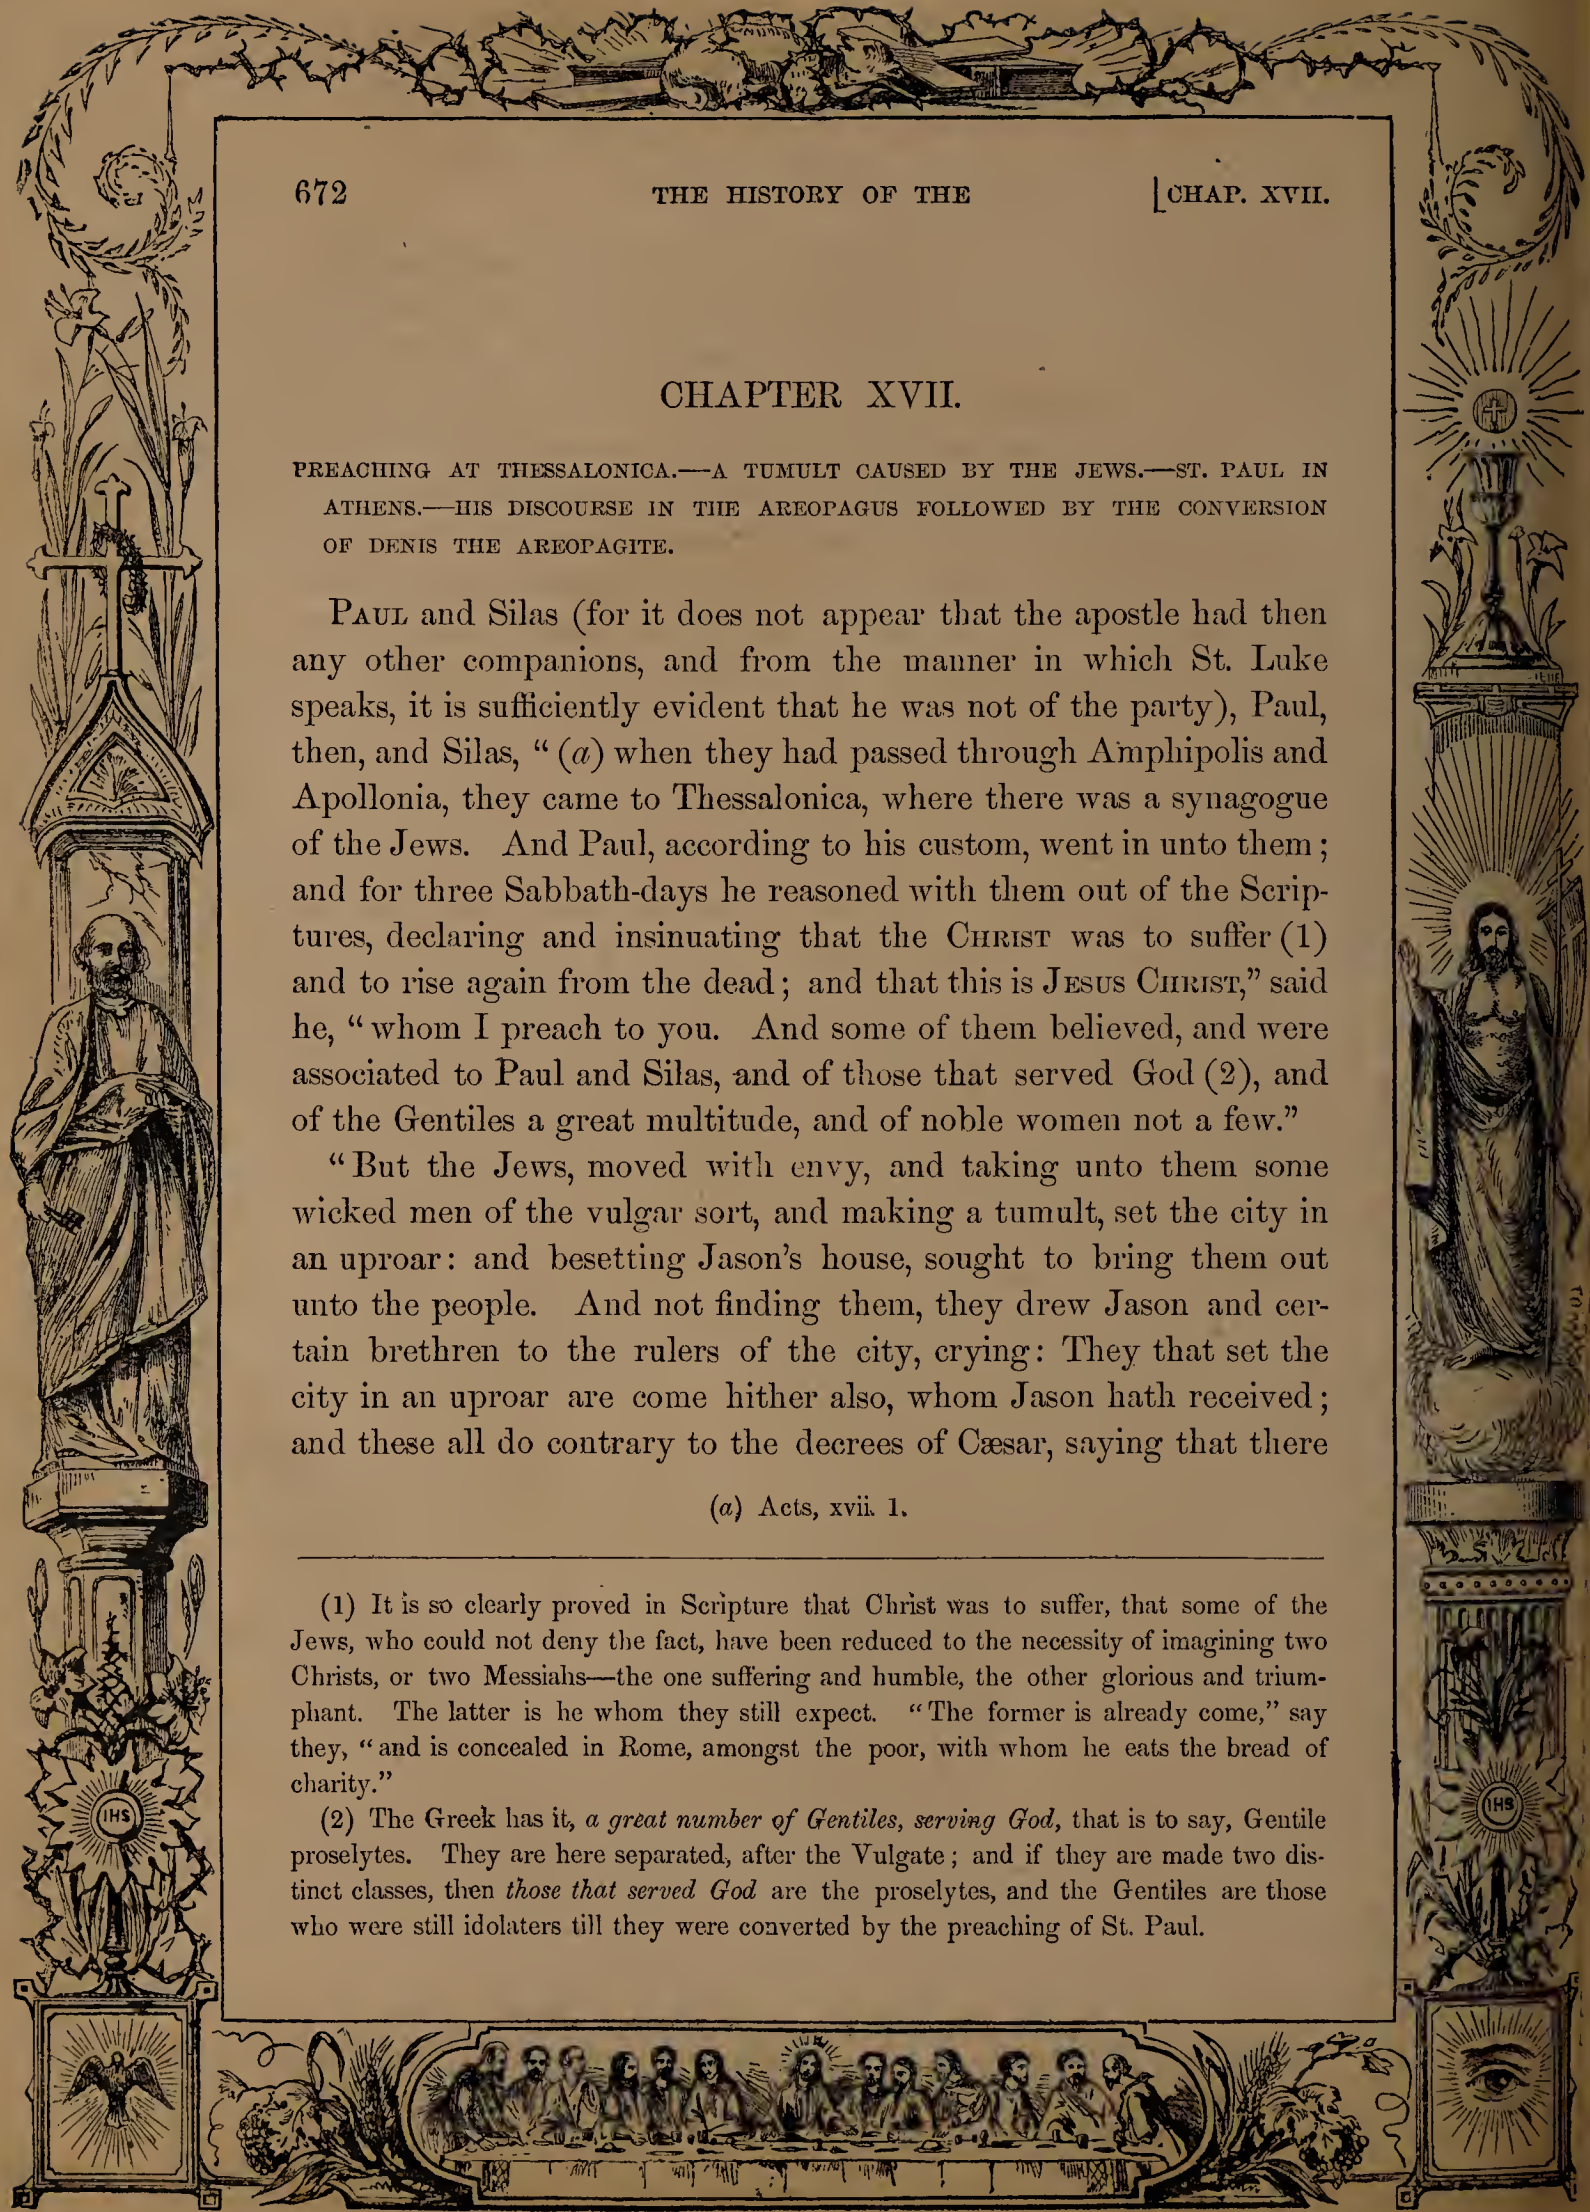 672 THE HISTORY OF THE [CHAP. XVII.
CHAPTER XVII.
PREACHING AT THESSALONICA.—A TUMULT CAUSED BY THE JEWS.—ST. PAUL IN
ATHENS.—HIS DISCOURSE IN THE AREOPAGUS FOLLOWED BY THE CONVERSION
OF DENIS THE AREOPAGITE.
PAUL and Silas (for it does not appear that the apostle had then
any other companions, and from the manner in which St. Luke
speaks, it is sufficiently evident that he was not of the party), Paul,
then, and Silas, “ (a) when they had passed through Amphipolis and
Apollonia, they came to Thessalonica, where there was a synagogue
of the Jews. And Paul, according to his custom, went in unto them ;
and for three Sabbath-days he reasoned with them out of the Scrip-
tures, declaring and insinuating that the CHRIST was to suffer (1)
and to rise again from the dead ; and that this is JESUS CHRIST,” said
he, “ whom I preach to you. And some of them believed, and were
associated to Paul and Silas, and of those that served God (2), and
of the Gentiles a great multitude, and of noble women not a few.”
“ But the Jews, moved with envy, and taking unto them some
wicked men of the vulgar sort, and making a tumult, set the city in
an uproar : and besetting Jason’s house, sought to bring them out
unto the people. And not finding them, they drew Jason and cer-
tain brethren to the rulers of the city, crying : They that set the
city in an uproar are come hither also, whom Jason hath received ;
and these all do contrary to the decrees of Cæsar, saying that there
(a) Acts, xvii. 1.
(1) It is so clearly proved in Scripture that Christ was to suffer, that some of the
Jews, who could not deny the fact, have been reduced to the necessity of imagining two
Christs, or two Messiahs—the one suffering and humble, the other glorious and trium-
phant. The latter is he whom they still expect. “ The former is already come,” say
they, “ and is concealed in Rome, amongst the poor, with whom he eats the bread of
charity.”
(2) The Greek has it, a great number of Gentiles, serving God, that is to say, Gentile
proselytes. They are here separated, after the Vulgate ; and if they are made two dis-
tinct classes, then those that served God are the proselytes, and the Gentiles are those
who were still idolaters till they were converted by the preaching of St. Paul.
IHS
IHS